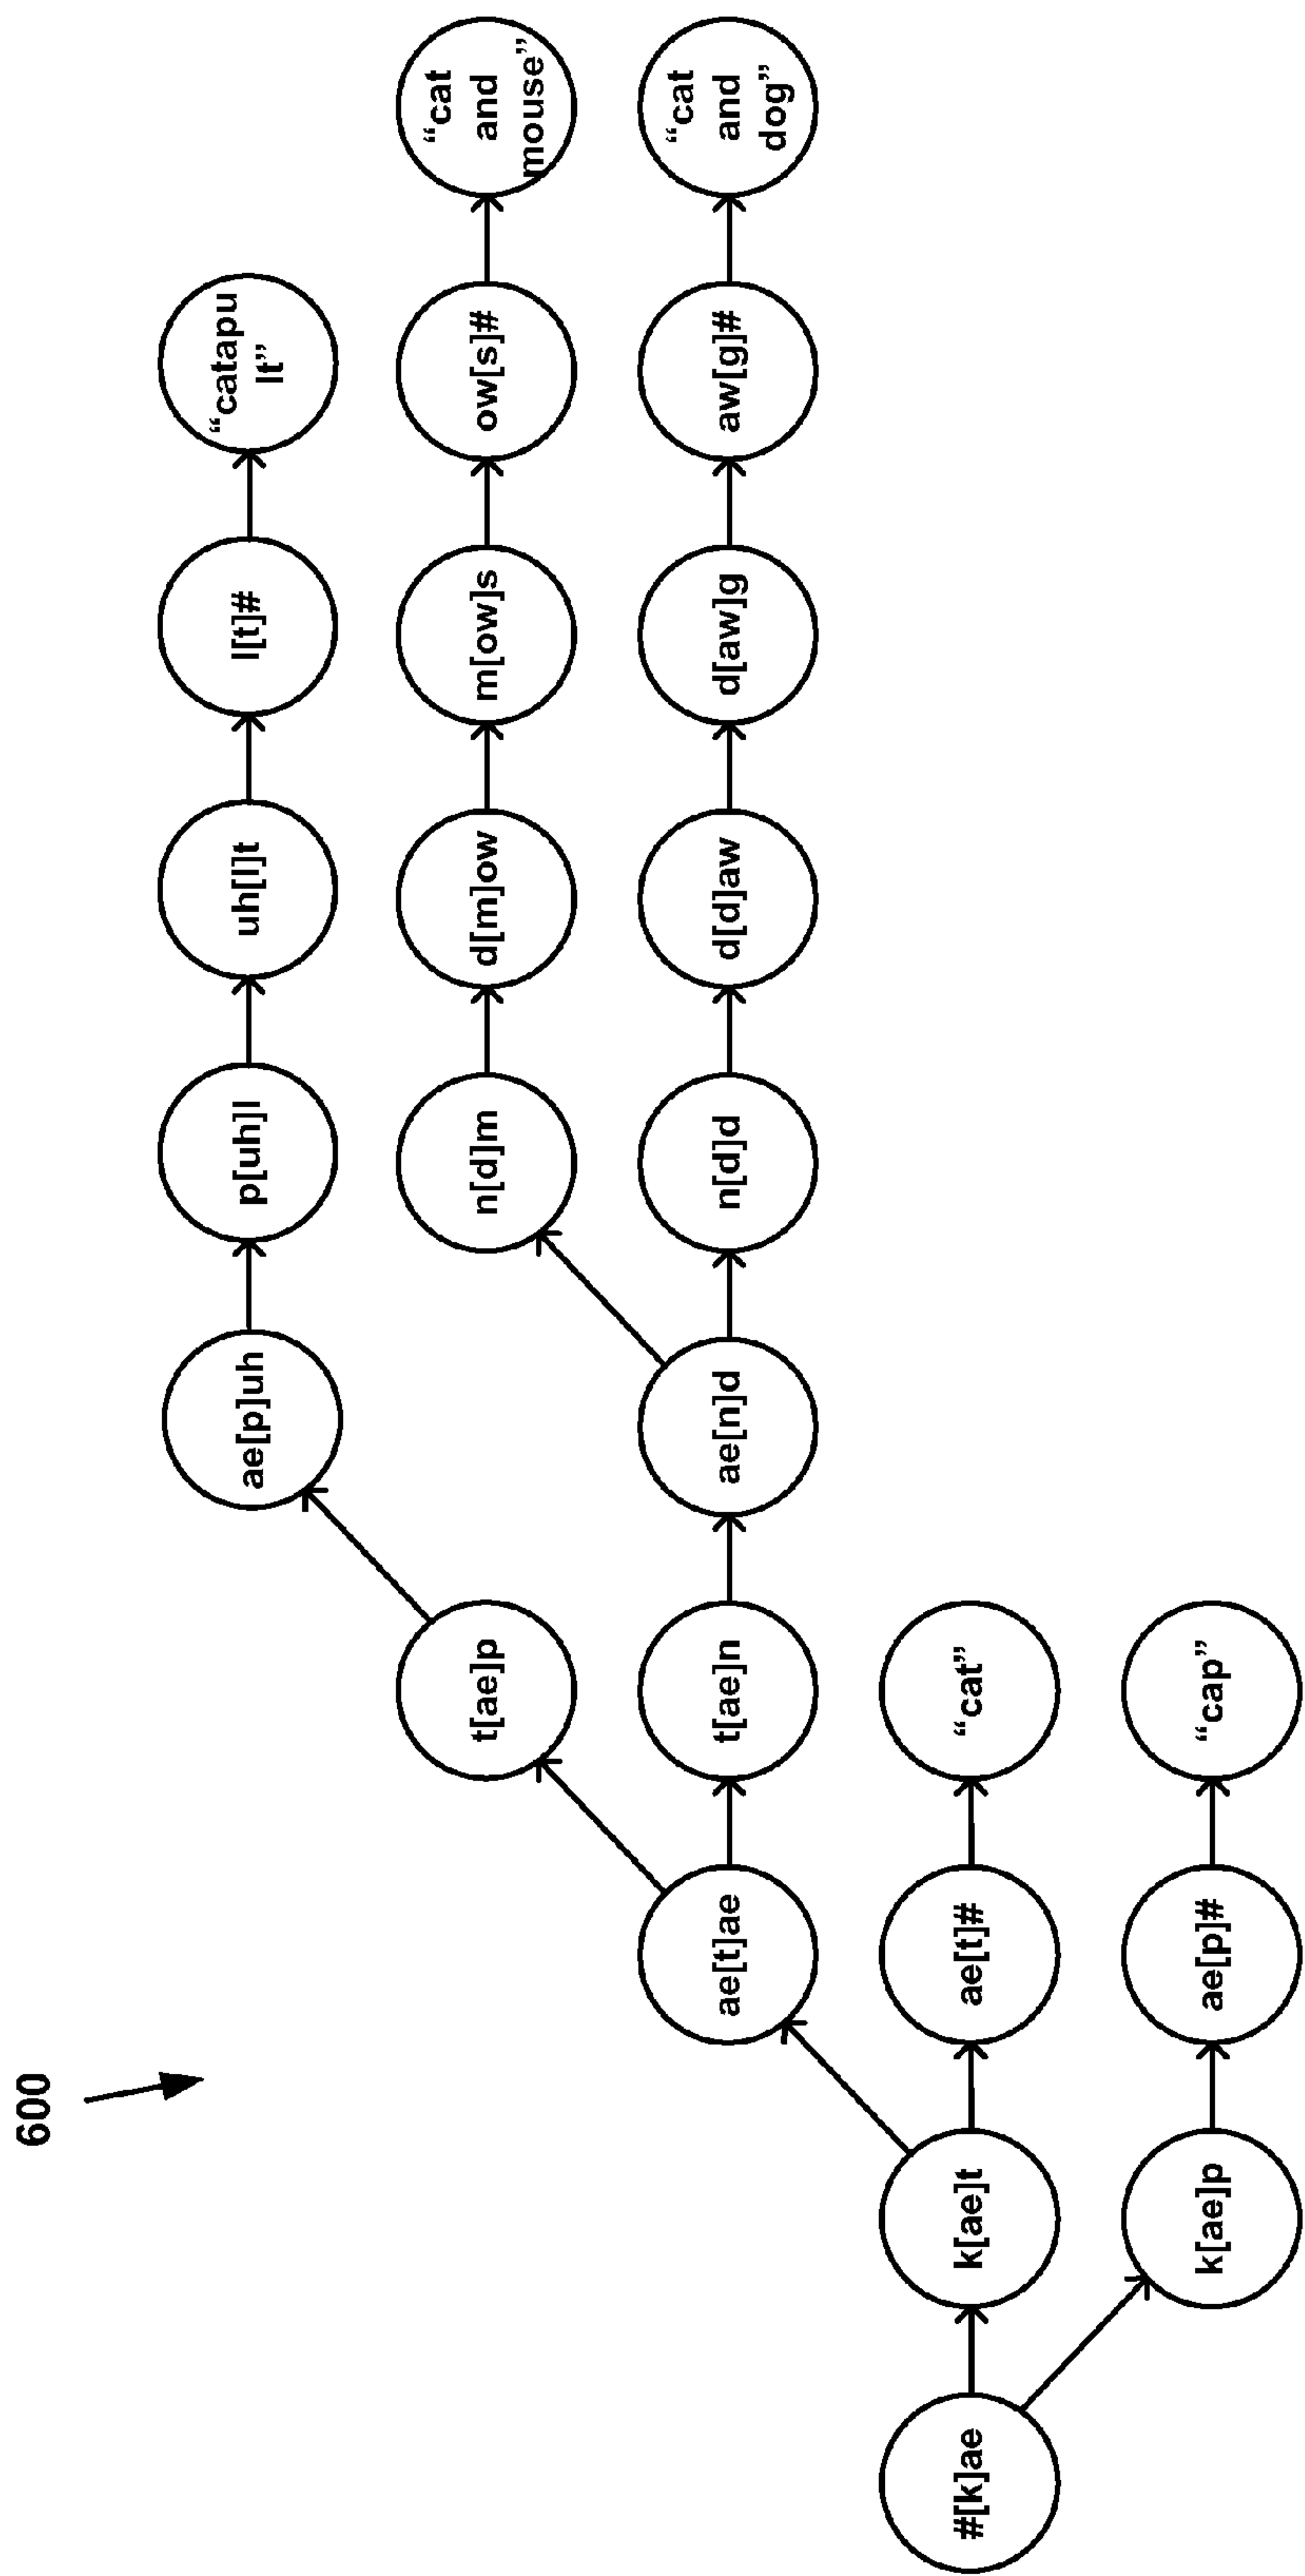 600
"catapu
lt"
l[t]#
uh[l]t
p[uh]l
ae[p]uh
"cat
and
mouse"
ow[s]#
m[ow]s
d[m]ow
n[d]m
t[ae]p
"cat
and
dog"
aw[g]#
d[aw]g
d[d]aw
n[d]d
ae[n]d
t[ae]n
ae[t]ae
"cat"
ae[t]#
k[ae]t
#[k]ae
"cap"
ae[p]#
k[ae]p